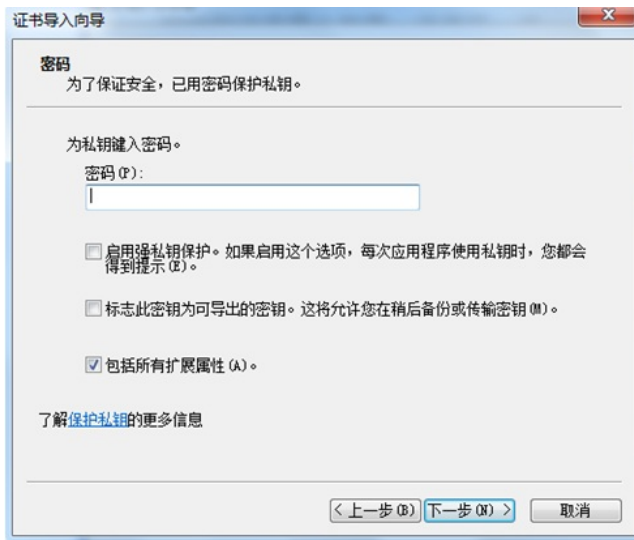 证书导入向导
密码
为了保证安全，已用密码保护私钥。
为私钥键入密码。
密码(P):
启用强私钥保护。如果启用这个选项，每次应用程序使用私钥时，您都会
得到提示(E)。
标志此密钥为可导出的密钥。这将允许您在稍后备份或传输密钥(M)。
包括所有扩展属性(A)。
了解保护私钥的更多信息
< 上一步(B) 下一步(N) > 取消